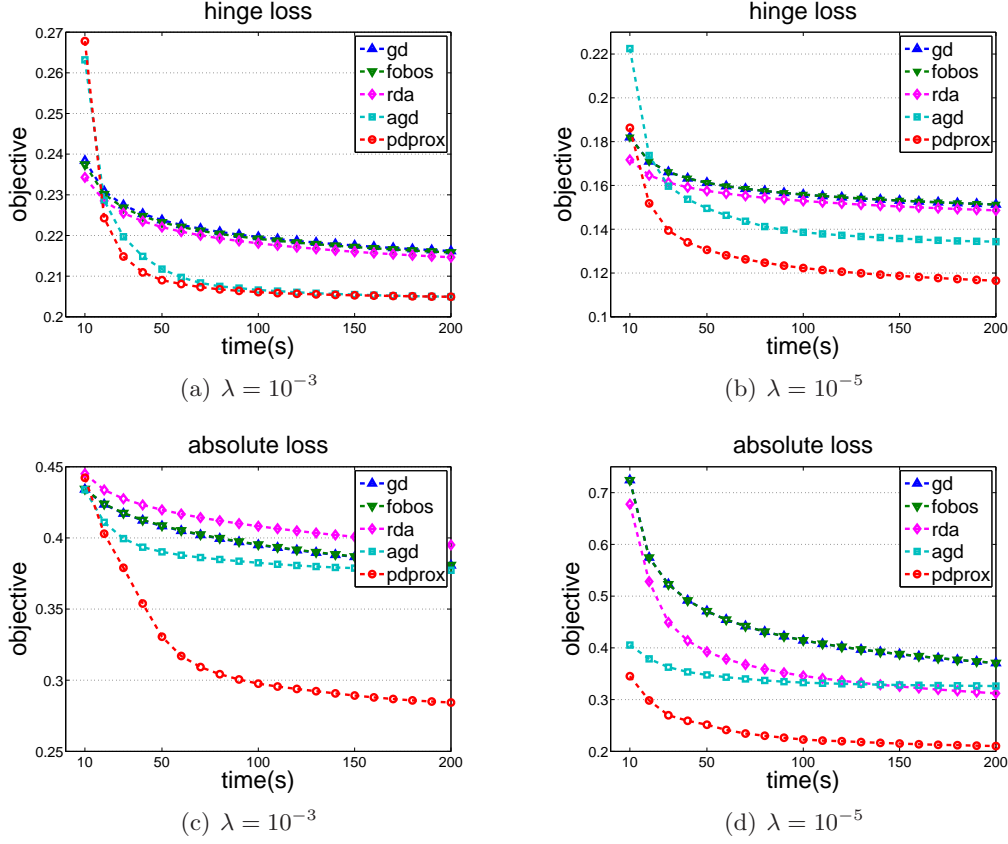 hinge loss
0.27
0.26
0.25
0.24
0.23
0.22
0.21
0.2
objective
gd
fobos
rda
agd
pdprox
10 50 100 150 200
time(s)
(a) λ = 10⁻³
hinge loss
0.22
0.2
0.18
0.16
0.14
0.12
0.1
objective
gd
fobos
rda
agd
pdprox
10 50 100 150 200
time(s)
(b) λ = 10⁻⁵
absolute loss
0.45
0.4
0.35
0.3
0.25
objective
gd
fobos
rda
agd
pdprox
10 50 100 150 200
time(s)
(c) λ = 10⁻³
absolute loss
0.7
0.6
0.5
0.4
0.3
0.2
objective
gd
fobos
rda
agd
pdprox
10 50 100 150 200
time(s)
(d) λ = 10⁻⁵